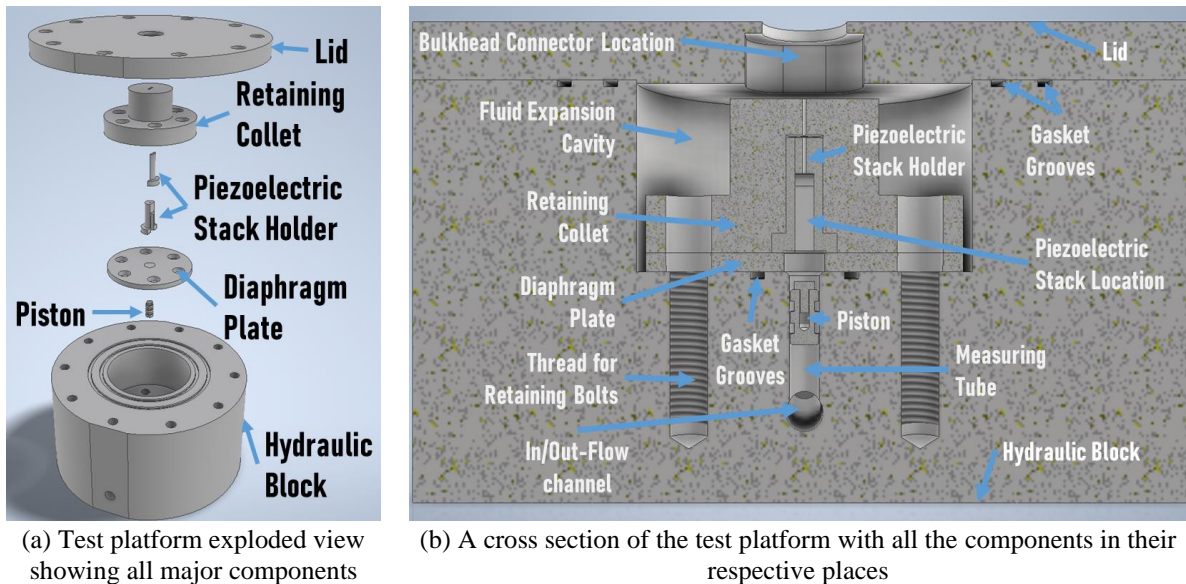 Lid
Retaining
Collet
Piezoelectric
Stack Holder
Diaphragm
Plate
Piston
Hydraulic
Block
(a) Test platform exploded view
showing all major components
Bulkhead Connector Location
Lid
Fluid Expansion
Cavity
Piezoelectric
Stack Holder
Gasket
Grooves
Retaining
Collet
Piezoelectric
Stack Location
Diaphragm
Plate
Gasket
Grooves
Piston
Thread for
Retaining Bolts
Measuring
Tube
In/Out-Flow
channel
Hydraulic Block
(b) A cross section of the test platform with all the components in their
respective places